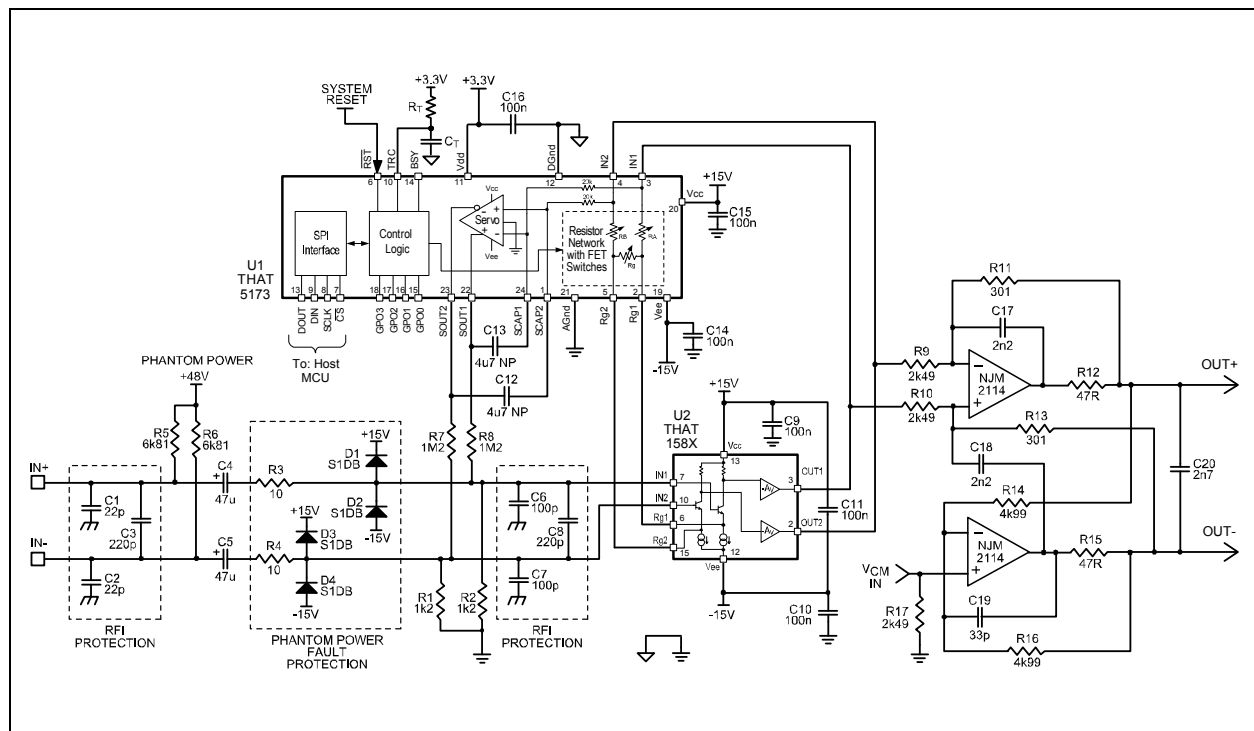 +3.3V
+3.3V
SYSTEM
RESET
RT
C16
100n
CT
RST
TRC
BSY
Vdd
DGnd
IN2
IN1
6
10
14
11
12
4
3
Vcc
+15V
20
C15
100n
20k
20k
Vcc
Servo
Vee
SPI
Interface
Control
Logic
Resistor
Network
with FET
Switches
RB
RA
Rg
U1
THAT
5173
13
9
8
7
18
17
16
15
23
22
24
1
21
5
2
19
DOUT
DIN
SCLK
CS
GPO3
GPO2
GPO1
GPO0
SOUT2
SOUT1
SCAP1
SCAP2
AGnd
Rg2
Rg1
Vee
To: Host
MCU
C13
4u7 NP
C12
4u7 NP
C14
100n
-15V
R11
301
C17
2n2
R9
2k49
R10
2k49
NJM
2114
R12
47R
OUT+
R13
301
C18
2n2
C20
2n7
R14
4k99
NJM
2114
R15
47R
OUT-
VCM
IN
R17
2k49
C19
33p
R16
4k99
PHANTOM POWER
+48V
R5
6k81
R6
6k81
R7
1M2
R8
1M2
+15V
C9
100n
U2
THAT
158X
Vcc
13
IN1
7
IN2
10
Rg1
6
Rg2
15
-Av
-Av
OUT1
3
OUT2
2
12
Vee
-15V
C11
100n
C10
100n
IN+
IN-
C1
22p
C2
22p
C3
220p
RFI
PROTECTION
C4
47u
C5
47u
R3
10
R4
10
+15V
D1
S1DB
D2
S1DB
-15V
+15V
D3
S1DB
D4
S1DB
-15V
PHANTOM POWER
FAULT
PROTECTION
R1
1k2
R2
1k2
C6
100p
C7
100p
C8
220p
RFI
PROTECTION